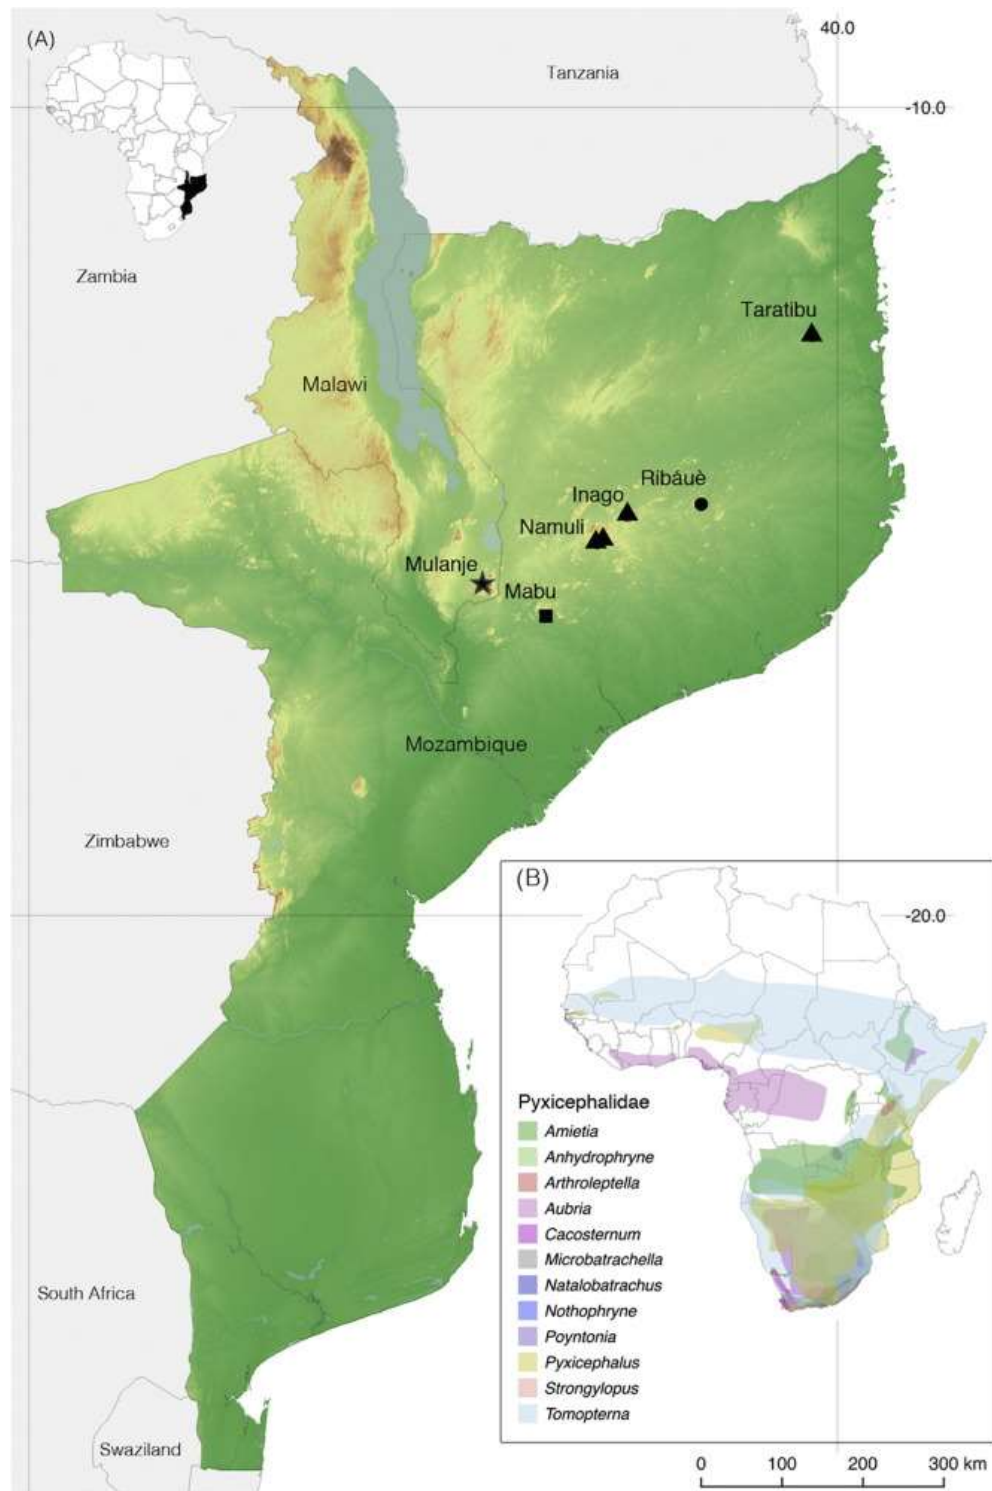 (A)
40.0
Tanzania
-10.0
Zambia
Taratibu
Malawi
Ribáuè
Inago
Namuli
Mulanje
Mabu
Mozambique
Zimbabwe
(B)
-20.0
Pyxicephalidae
Amietia
Anhydrophryne
Arthroleptella
Aubria
Cacosternum
Microbatrachella
Natalobatrachus
Nothophryne
Poyntonia
Pyxicephalus
Strongylopus
Tomopterna
South Africa
Swaziland
0 100 200 300 km